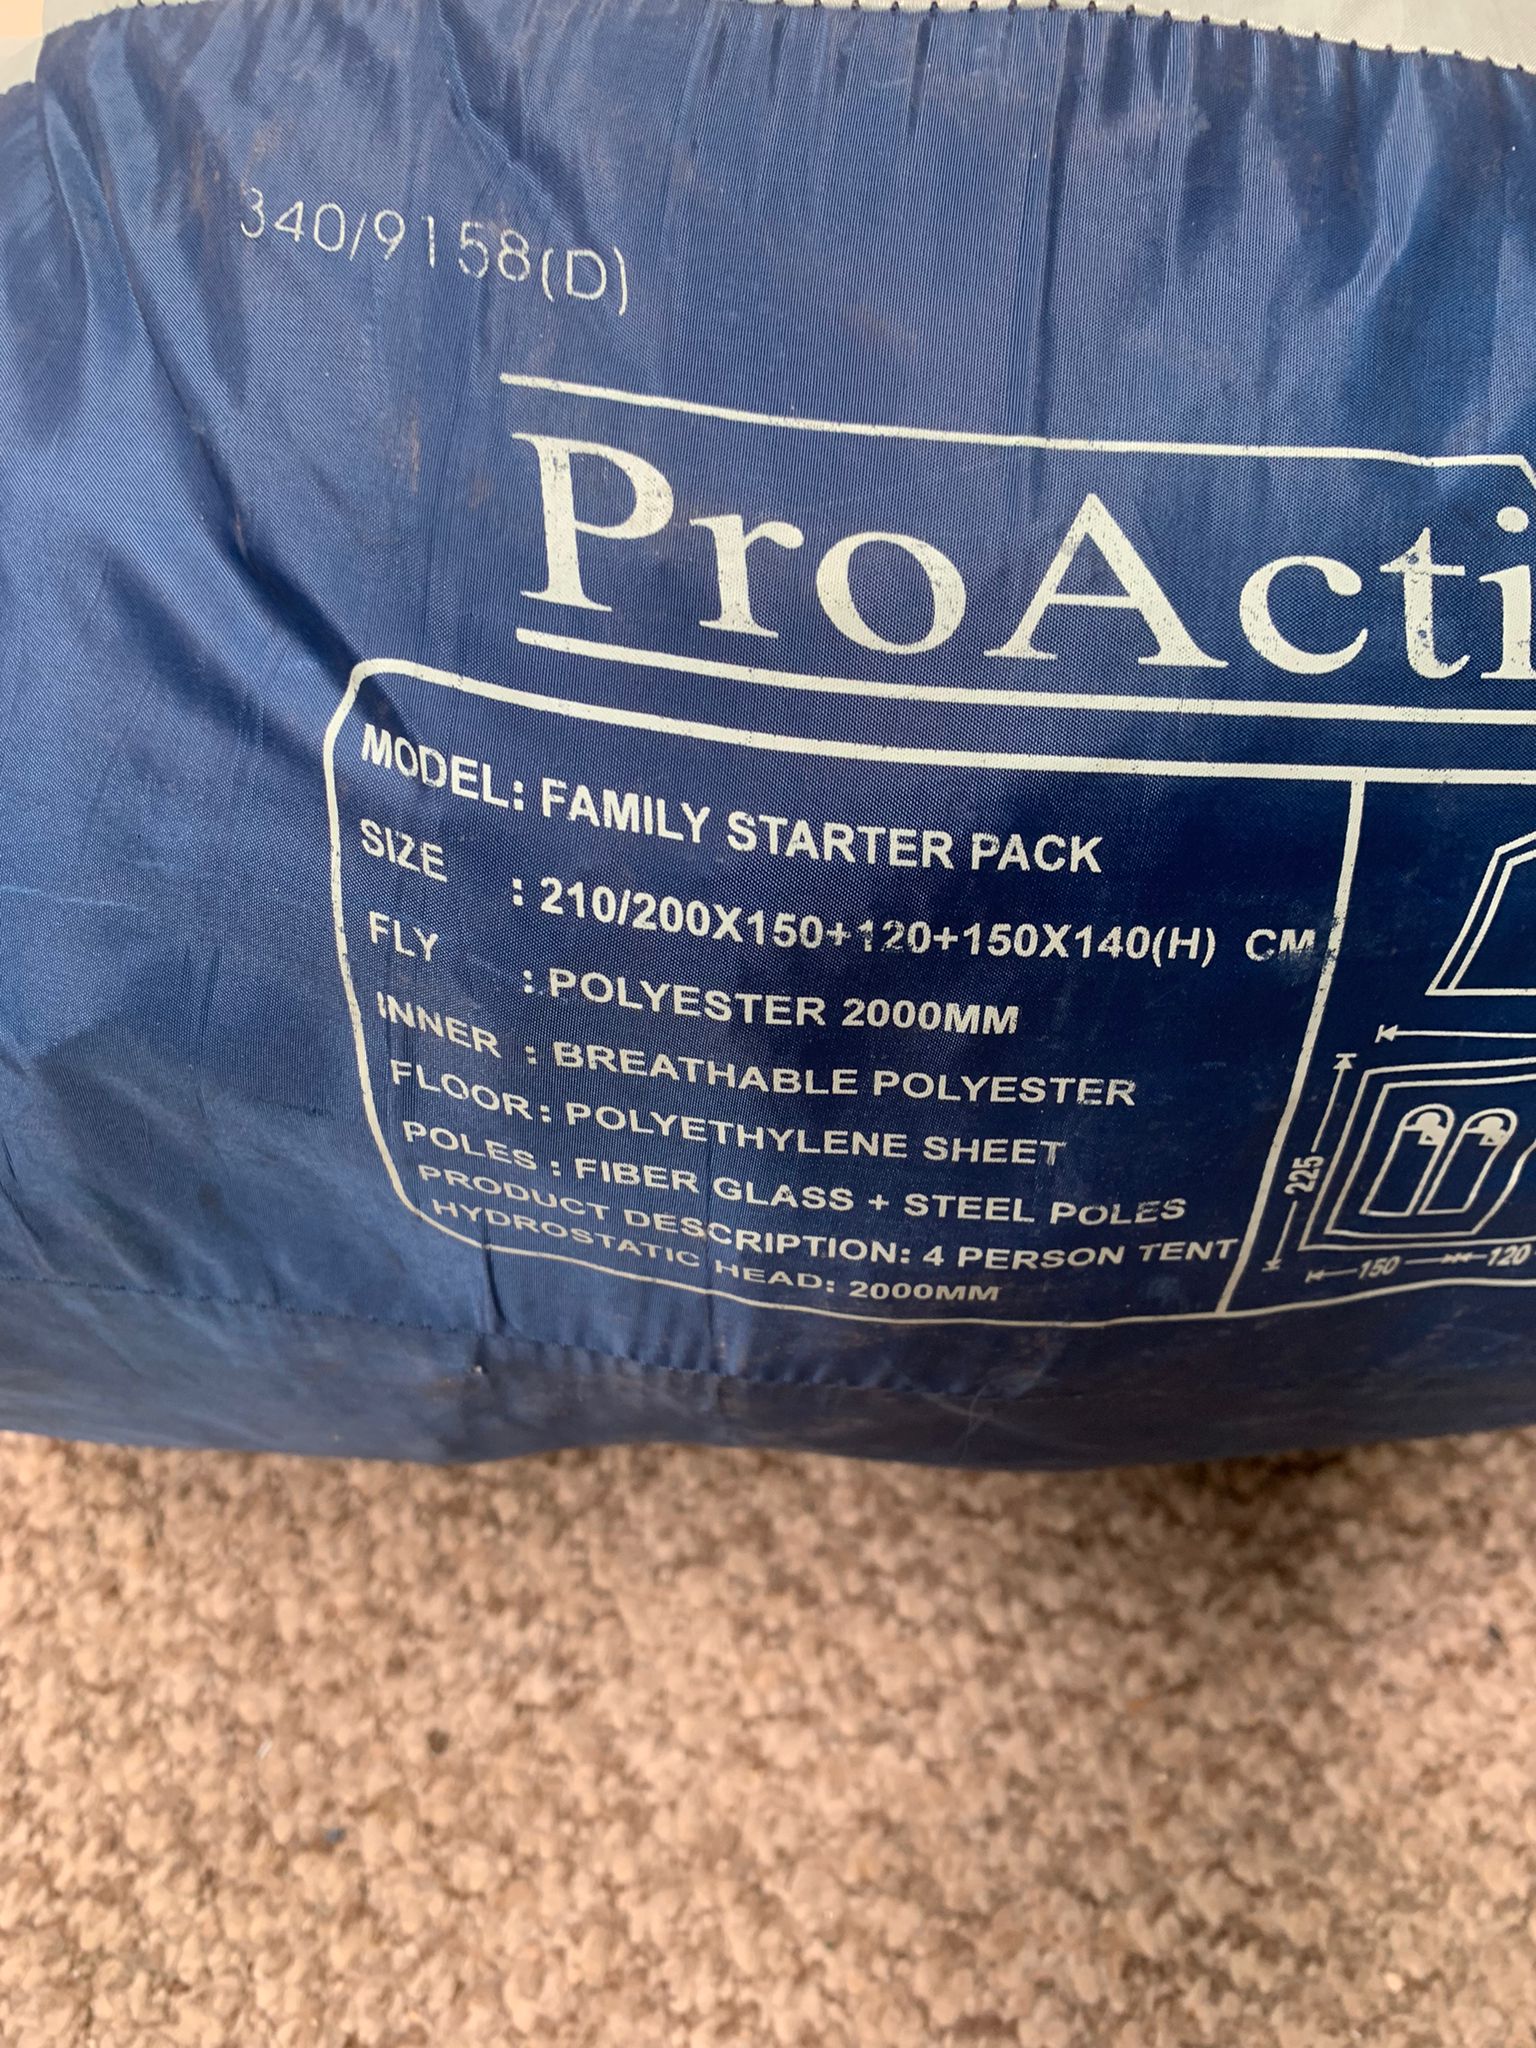 340/9158(D)
ProActi
MODEL: FAMILY STARTER PACK
SIZE : 210/200X150+120+150X140(H) CM
FLY : POLYESTER 2000MM
INNER : BREATHABLE POLYESTER
FLOOR: POLYETHYLENE SHEET
POLES : FIBER GLASS + STEEL POLES
PRODUCT DESCRIPTION: 4 PERSON TENT
HYDROSTATIC HEAD: 2000MM
225
150 120